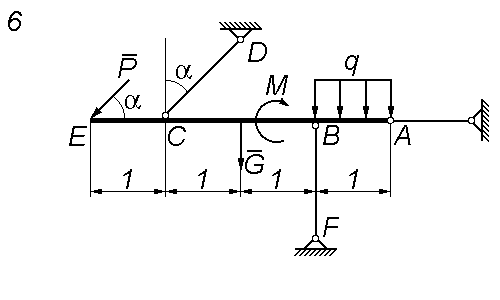 6
D
P̅ α α M q
E C G̅ B A
1 1 1 1
F